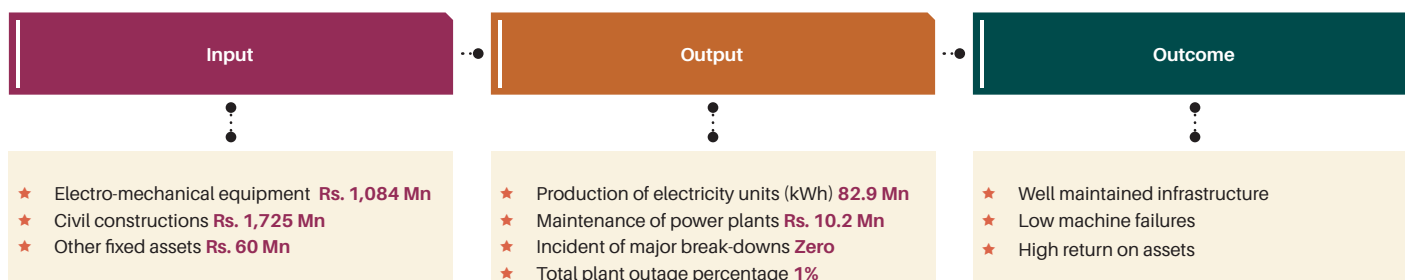 Input
Output
Outcome
Electro-mechanical equipment Rs. 1,084 Mn
Civil constructions Rs. 1,725 Mn
Other fixed assets Rs. 60 Mn
Production of electricity units (kWh) 82.9 Mn
Maintenance of power plants Rs. 10.2 Mn
Incident of major break-downs Zero
Total plant outage percentage 1%
Well maintained infrastructure
Low machine failures
High return on assets